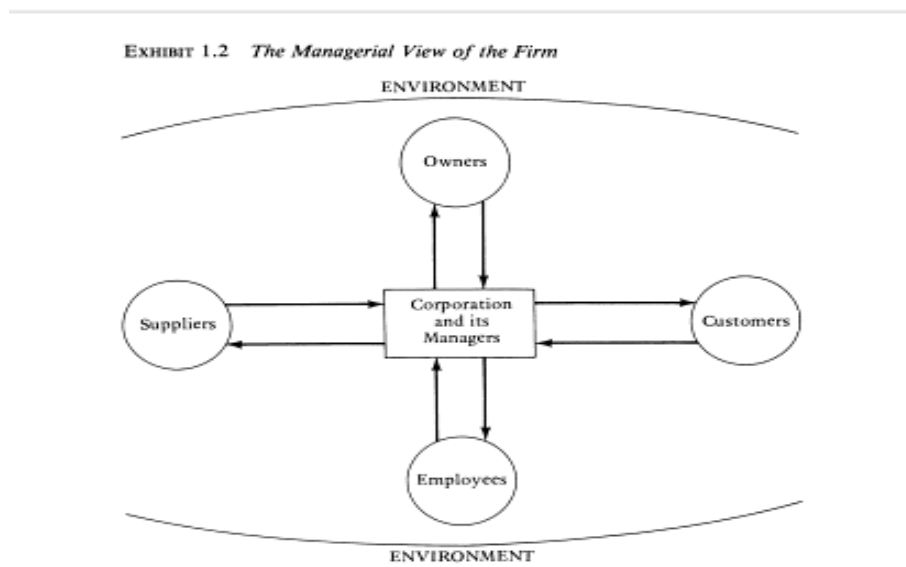 EXHIBIT 1.2 The Managerial View of the Firm
ENVIRONMENT
Owners
Suppliers
Corporation
and its
Managers
Customers
Employees
ENVIRONMENT